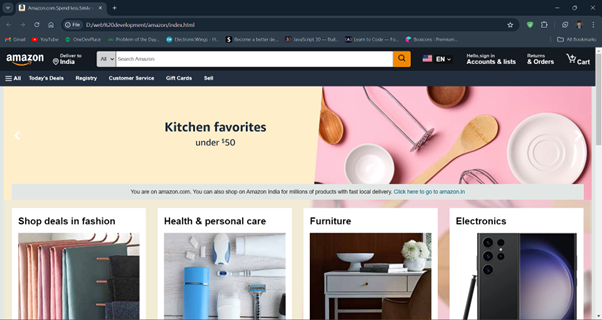 Amazon.com. Spend less. Smile
File D:/web%20development/amazon/index.html
Gmail YouTube OneDevPlace Problem of the Day... Electronics Wings - Pl... Become a better de... JavaScript 30 — Buil... Learn to Code — Fo... Boxicons : Premium... All Bookmarks
amazon
Deliver to
India
All Search Amazon
EN
Hello, sign in
Accounts & lists
Returns
& Orders
Cart
All Today's Deals Registry Customer Service Gift Cards Sell
Kitchen favorites
under $50
You are on amazon.com. You can also shop on Amazon India for millions of products with fast local delivery. Click here to go to amazon.in
Shop deals in fashion
Health & personal care
Furniture
Electronics